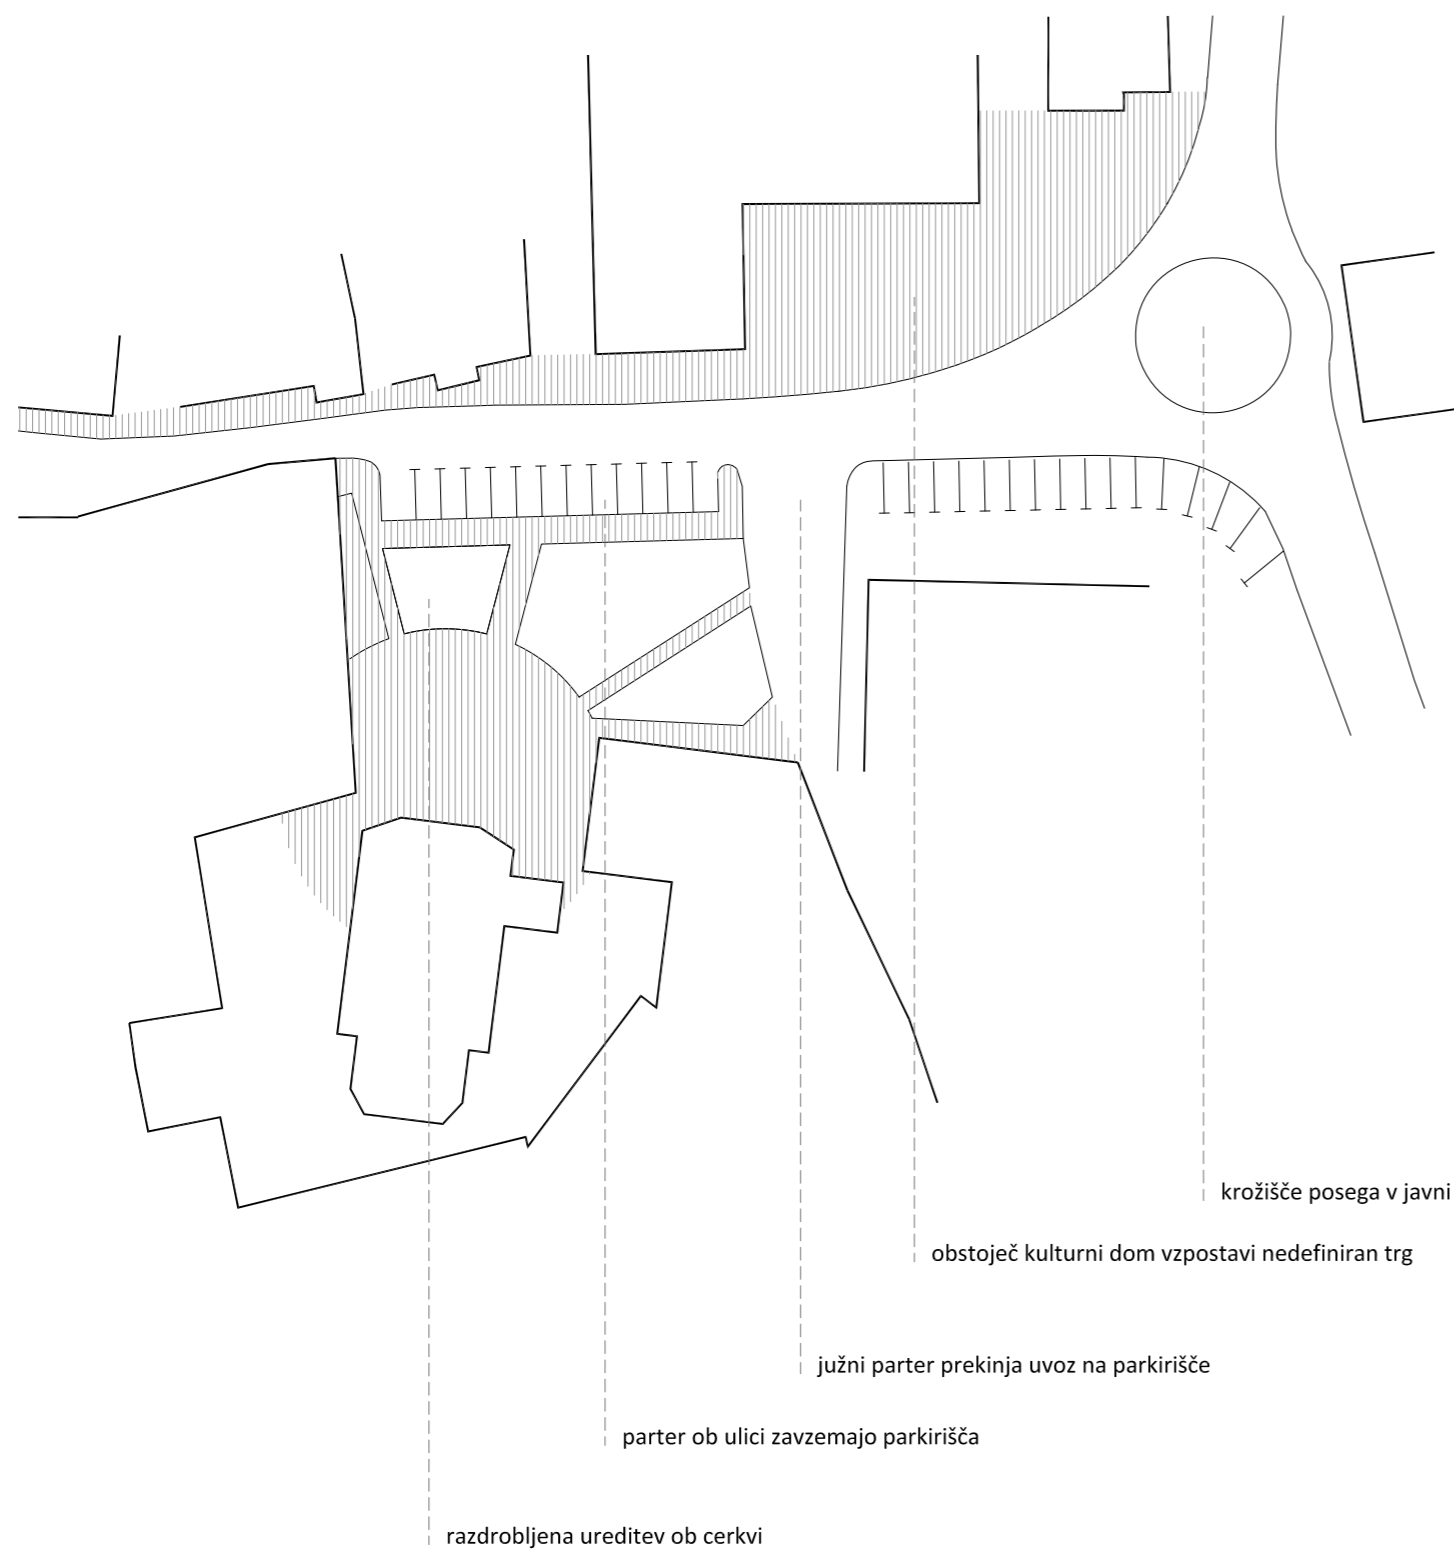 krožišče posega v javni
obstoječ kulturni dom vzpostavi nedefiniran trg
južni parter prekinja uvoz na parkirišče
parter ob ulici zavzemajo parkirišča
razdrobljena ureditev ob cerkvi